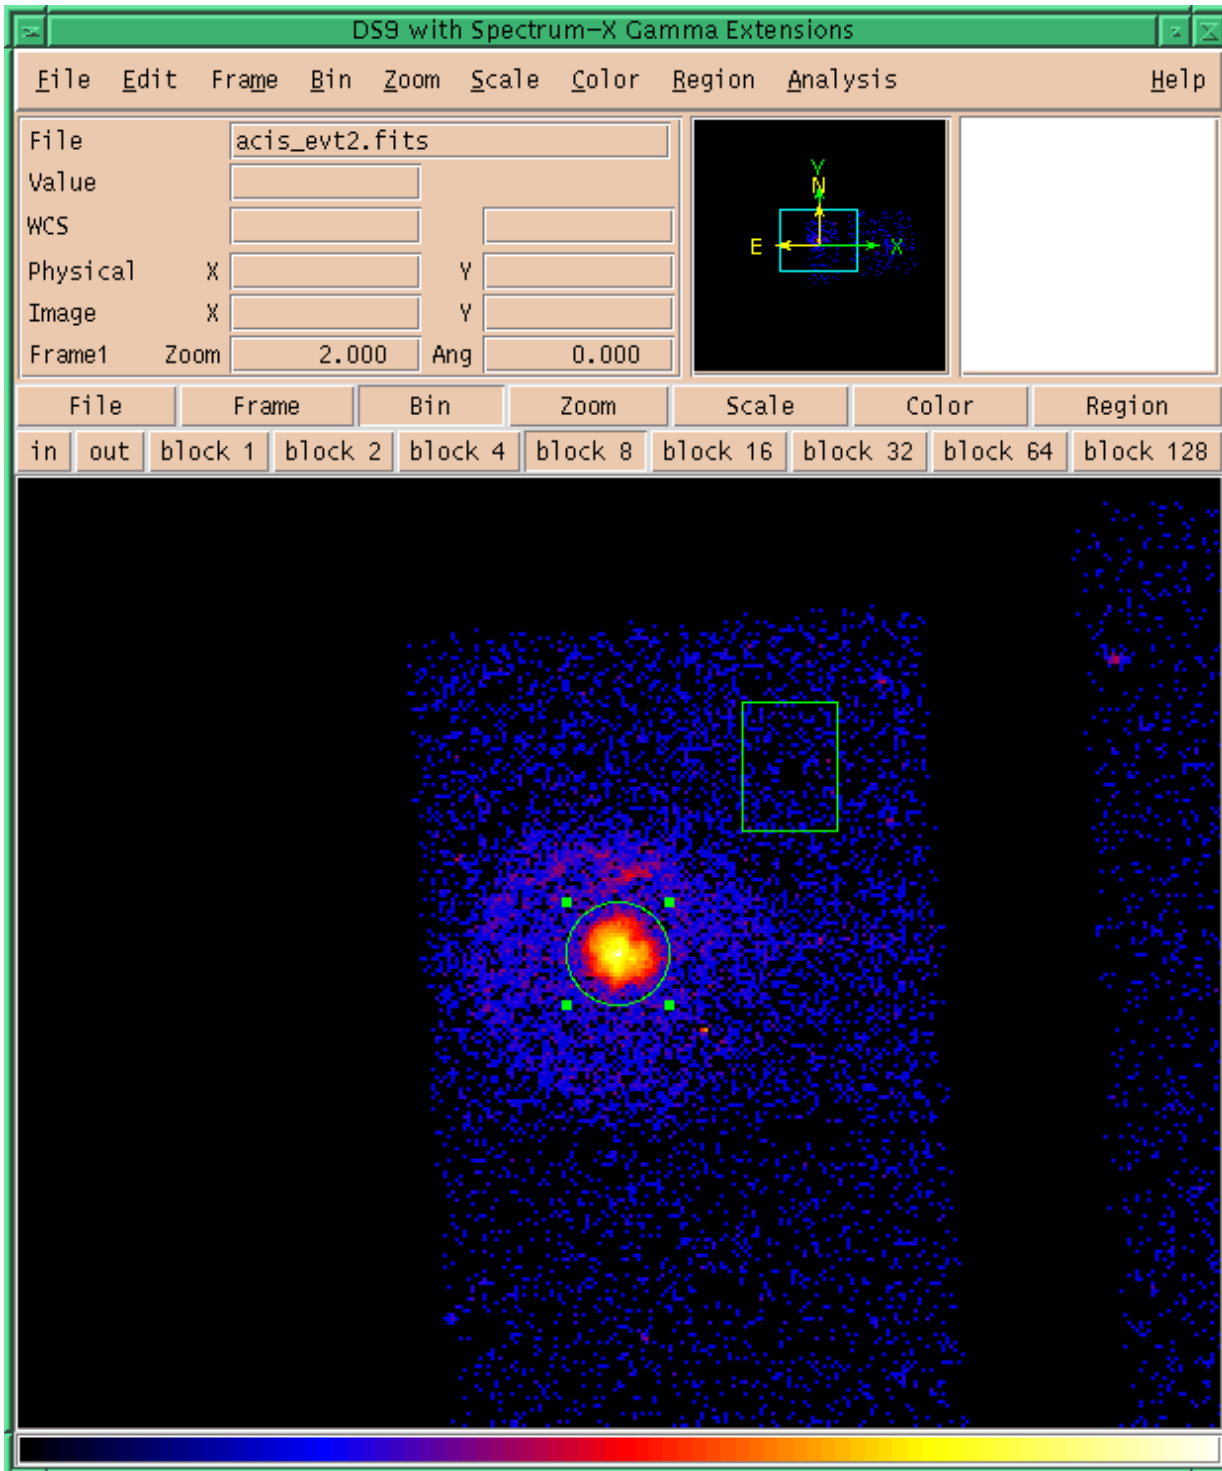 DS9 with Spectrum-X Gamma Extensions
File Edit Frame Bin Zoom Scale Color Region Analysis Help
File acis_evt2.fits
Value
WCS
Physical X Y
Image X Y
Frame1 Zoom 2.000 Ang 0.000
Y
N
E X
File Frame Bin Zoom Scale Color Region
in out block 1 block 2 block 4 block 8 block 16 block 32 block 64 block 128